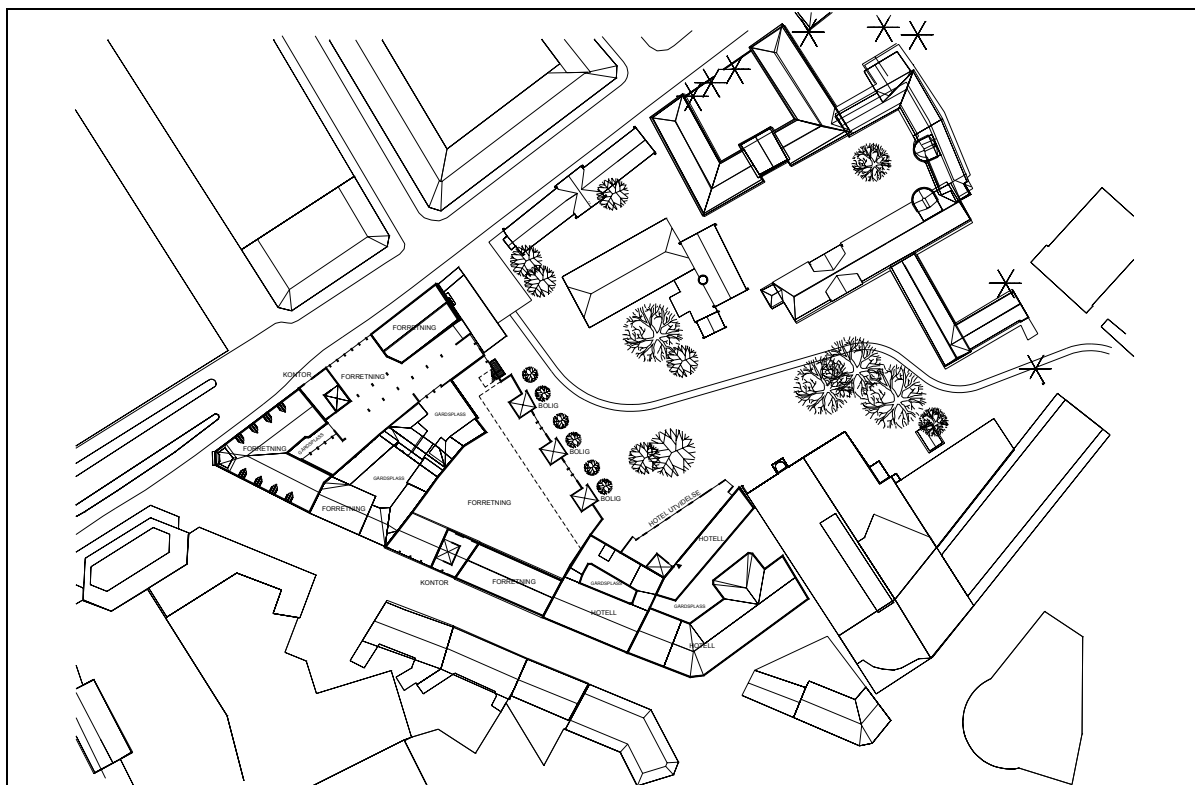 FORRETNING
KONTOR
FORRETNING
BOLIG
GÅRDSPLASS
GÅRDSPLASS
FORRETNING
BOLIG
GÅRDSPLASS
FORRETNING
BOLIG
HOTEL UTVIDELSE
FORRETNING
HOTELL
KONTOR
FORRETNING
GÅRDSPLASS
GÅRDSPLASS
HOTELL
HOTELL